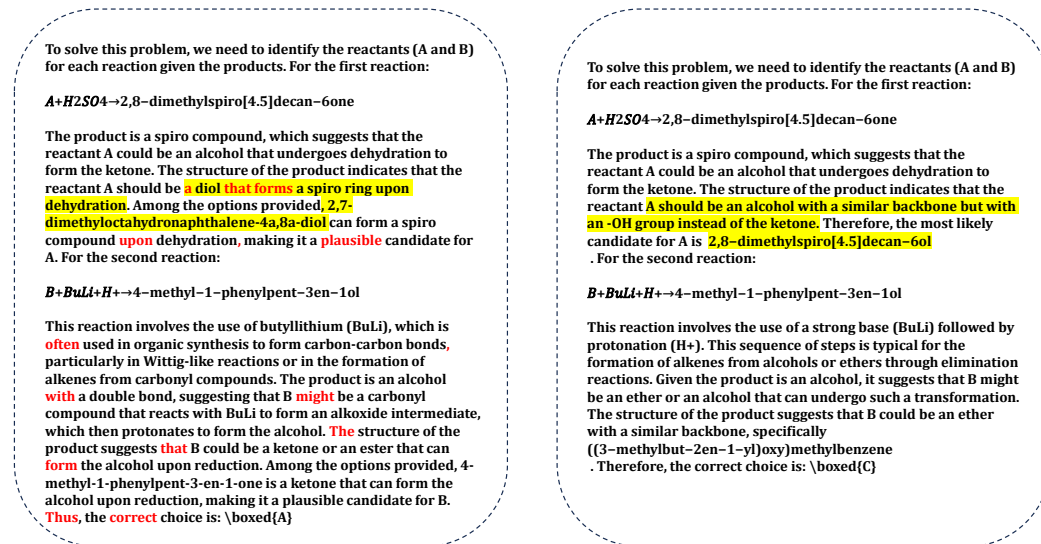 To solve this problem, we need to identify the reactants (A and B)
for each reaction given the products. For the first reaction:
A+H2SO4→2,8−dimethylspiro[4.5]decan−6one
The product is a spiro compound, which suggests that the
reactant A could be an alcohol that undergoes dehydration to
form the ketone. The structure of the product indicates that the
reactant A should be a diol that forms a spiro ring upon
dehydration. Among the options provided, 2,7-
dimethyloctahydronaphthalene-4a,8a-diol can form a spiro
compound upon dehydration, making it a plausible candidate for
A. For the second reaction:
B+BuLi+H+→4−methyl−1−phenylpent−3en−1ol
This reaction involves the use of butyllithium (BuLi), which is
often used in organic synthesis to form carbon-carbon bonds,
particularly in Wittig-like reactions or in the formation of
alkenes from carbonyl compounds. The product is an alcohol
with a double bond, suggesting that B might be a carbonyl
compound that reacts with BuLi to form an alkoxide intermediate,
which then protonates to form the alcohol. The structure of the
product suggests that B could be a ketone or an ester that can
form the alcohol upon reduction. Among the options provided, 4-
methyl-1-phenylpent-3-en-1-one is a ketone that can form the
alcohol upon reduction, making it a plausible candidate for B.
Thus, the correct choice is: \boxed{A}
To solve this problem, we need to identify the reactants (A and B)
for each reaction given the products. For the first reaction:
A+H2SO4→2,8−dimethylspiro[4.5]decan−6one
The product is a spiro compound, which suggests that the
reactant A could be an alcohol that undergoes dehydration to
form the ketone. The structure of the product indicates that the
reactant A should be an alcohol with a similar backbone but with
an -OH group instead of the ketone. Therefore, the most likely
candidate for A is 2,8−dimethylspiro[4.5]decan−6ol
. For the second reaction:
B+BuLi+H+→4−methyl−1−phenylpent−3en−1ol
This reaction involves the use of a strong base (BuLi) followed by
protonation (H+). This sequence of steps is typical for the
formation of alkenes from alcohols or ethers through elimination
reactions. Given the product is an alcohol, it suggests that B might
be an ether or an alcohol that can undergo such a transformation.
The structure of the product suggests that B could be an ether
with a similar backbone, specifically
((3−methylbut−2en−1−yl)oxy)methylbenzene
. Therefore, the correct choice is: \boxed{C}